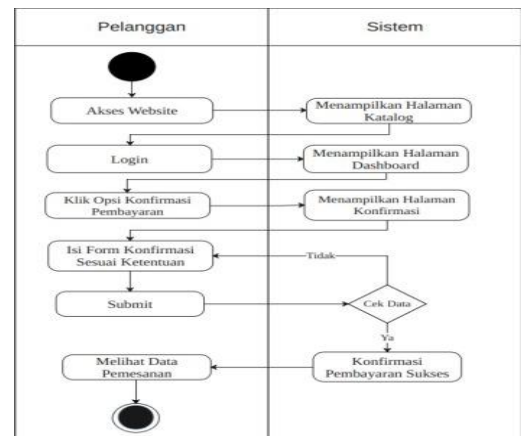 Pelanggan
Sistem
Akses Website
Menampilkan Halaman
Katalog
Login
Menampilkan Halaman
Dashboard
Klik Opsi Konfirmasi
Pembayaran
Menampilkan Halaman
Konfirmasi
Isi Form Konfirmasi
Sesuai Ketentuan
Tidak
Submit
Cek Data
Ya
Melihat Data
Pemesanan
Konfirmasi
Pembayaran Sukses